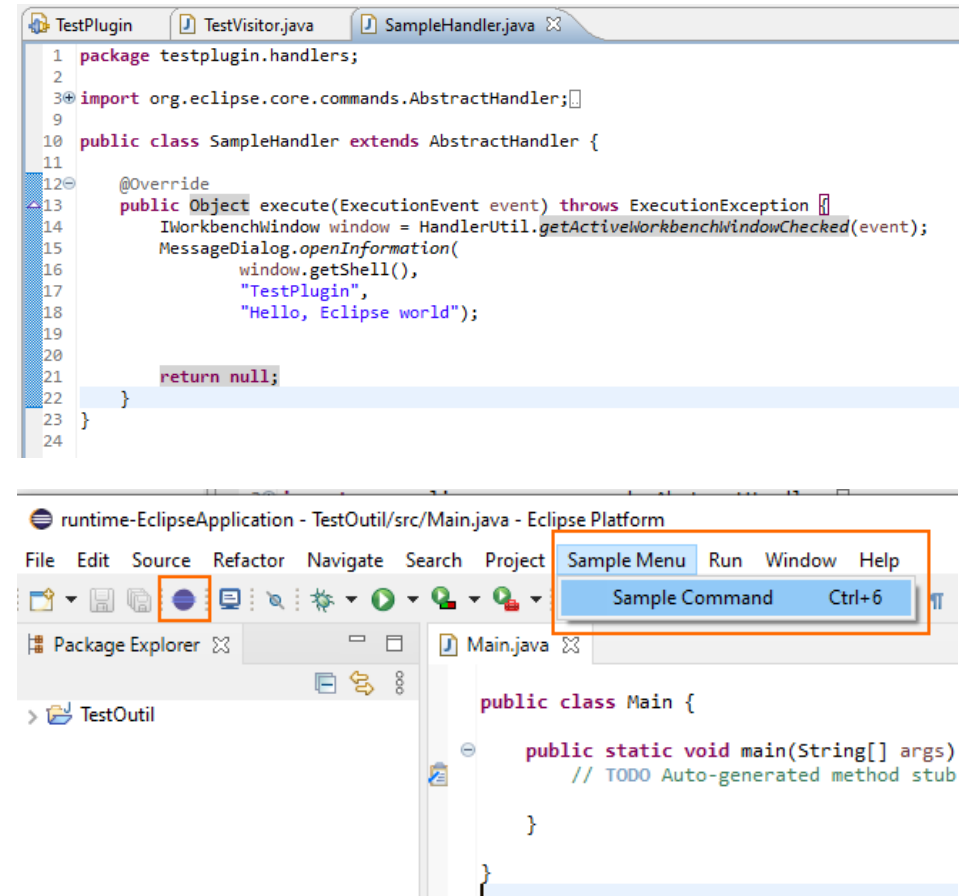 TestPlugin TestVisitor.java SampleHandler.java
1 package testplugin.handlers;
2
3 import org.eclipse.core.commands.AbstractHandler;
9
10 public class SampleHandler extends AbstractHandler {
11
12 @Override
13 public Object execute(ExecutionEvent event) throws ExecutionException {
14 IWorkbenchWindow window = HandlerUtil.getActiveWorkbenchWindowChecked(event);
15 MessageDialog.openInformation(
16 window.getShell(),
17 "TestPlugin",
18 "Hello, Eclipse world");
19
20
21 return null;
22 }
23 }
24
runtime-EclipseApplication - TestOutil/src/Main.java - Eclipse Platform
File Edit Source Refactor Navigate Search Project Sample Menu Run Window Help
Sample Command Ctrl+6
Package Explorer Main.java
TestOutil
public class Main {
public static void main(String[] args)
// TODO Auto-generated method stub
}
}